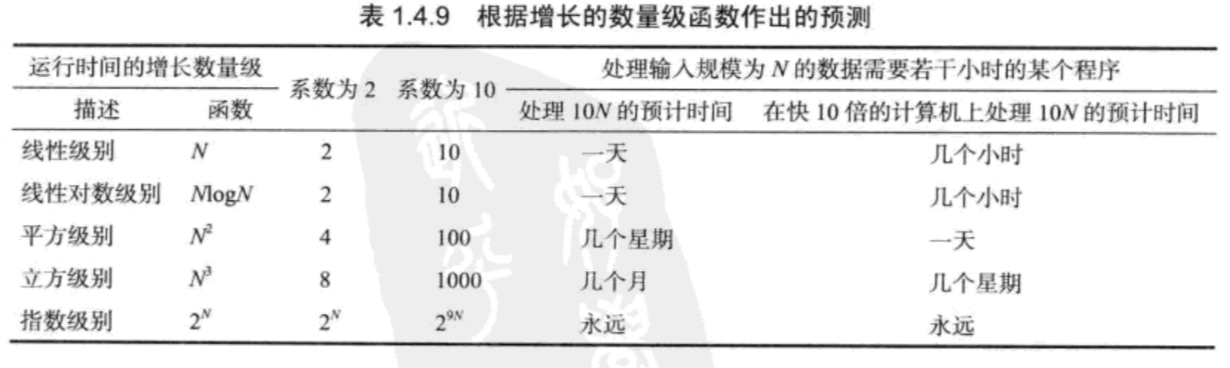 表 1.4.9 根据增长的数量级函数作出的预测
运行时间的增长数量级 系数为 2 系数为 10 处理输入规模为 N 的数据需要若干小时的某个程序
描述 函数 处理 10N 的预计时间 在快 10 倍的计算机上处理 10N 的预计时间
线性级别 N 2 10 一天 几个小时
线性对数级别 NlogN 2 10 一天 几个小时
平方级别 N² 4 100 几个星期 一天
立方级别 N³ 8 1000 几个月 几个星期
指数级别 2ᴺ 2ᴺ 2⁹ᴺ 永远 永远